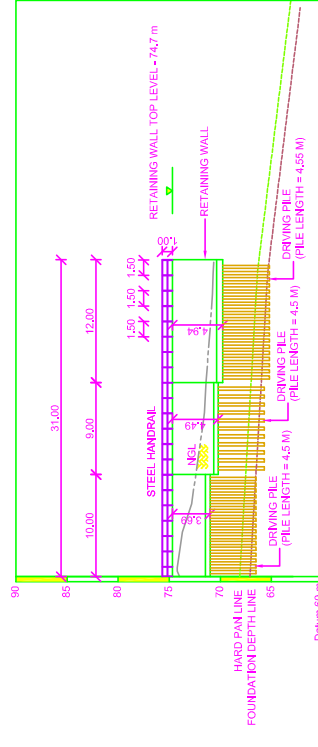 31.00
10.00
9.00
12.00
1.50
1.50
1.50
1.00
RETAINING WALL TOP LEVEL = 74.7 m
STEEL HANDRAIL
RETAINING WALL
3.69
4.49
4.94
NGL
90
85
80
75
70
65
HARD PAN LINE
FOUNDATION DEPTH LINE
DRIVING PILE
(PILE LENGTH = 4.5 M)
DRIVING PILE
(PILE LENGTH = 4.5 M)
DRIVING PILE
(PILE LENGTH = 4.55 M)